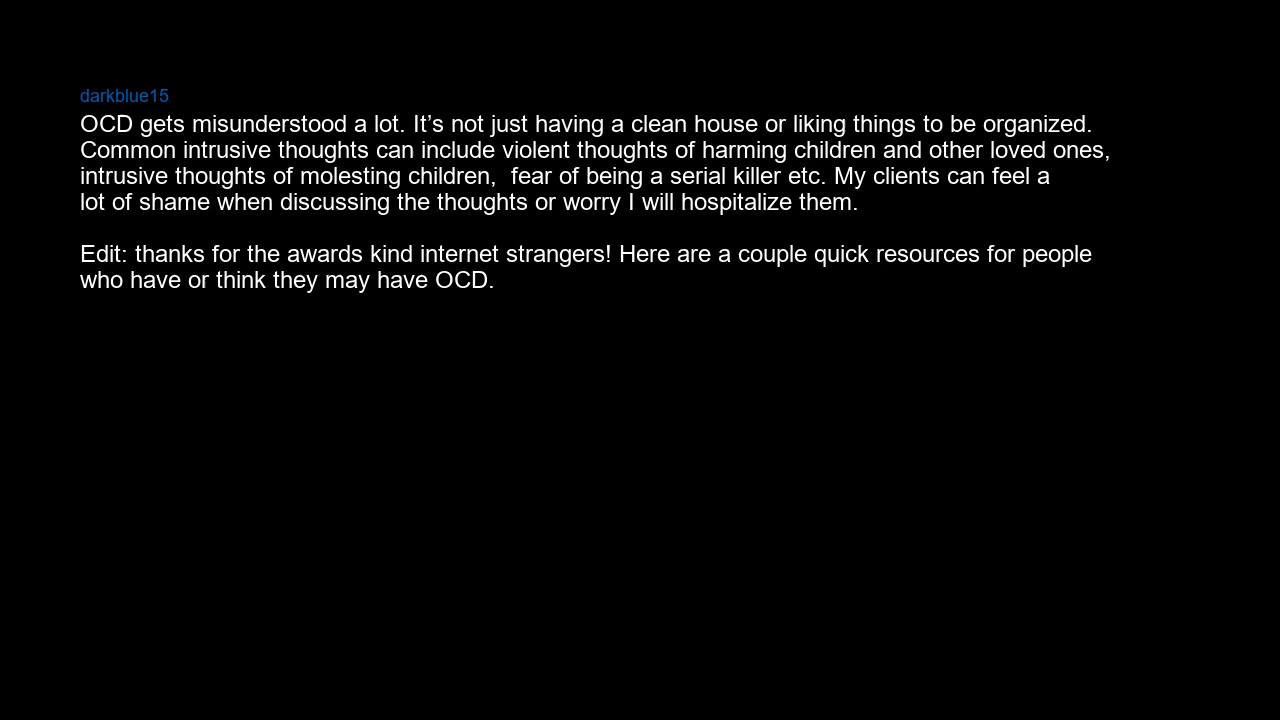 darkblue15
OCD gets misunderstood a lot. It’s not just having a clean house or liking things to be organized.
Common intrusive thoughts can include violent thoughts of harming children and other loved ones,
intrusive thoughts of molesting children,  fear of being a serial killer etc. My clients can feel a
lot of shame when discussing the thoughts or worry I will hospitalize them.
Edit: thanks for the awards kind internet strangers! Here are a couple quick resources for people
who have or think they may have OCD.